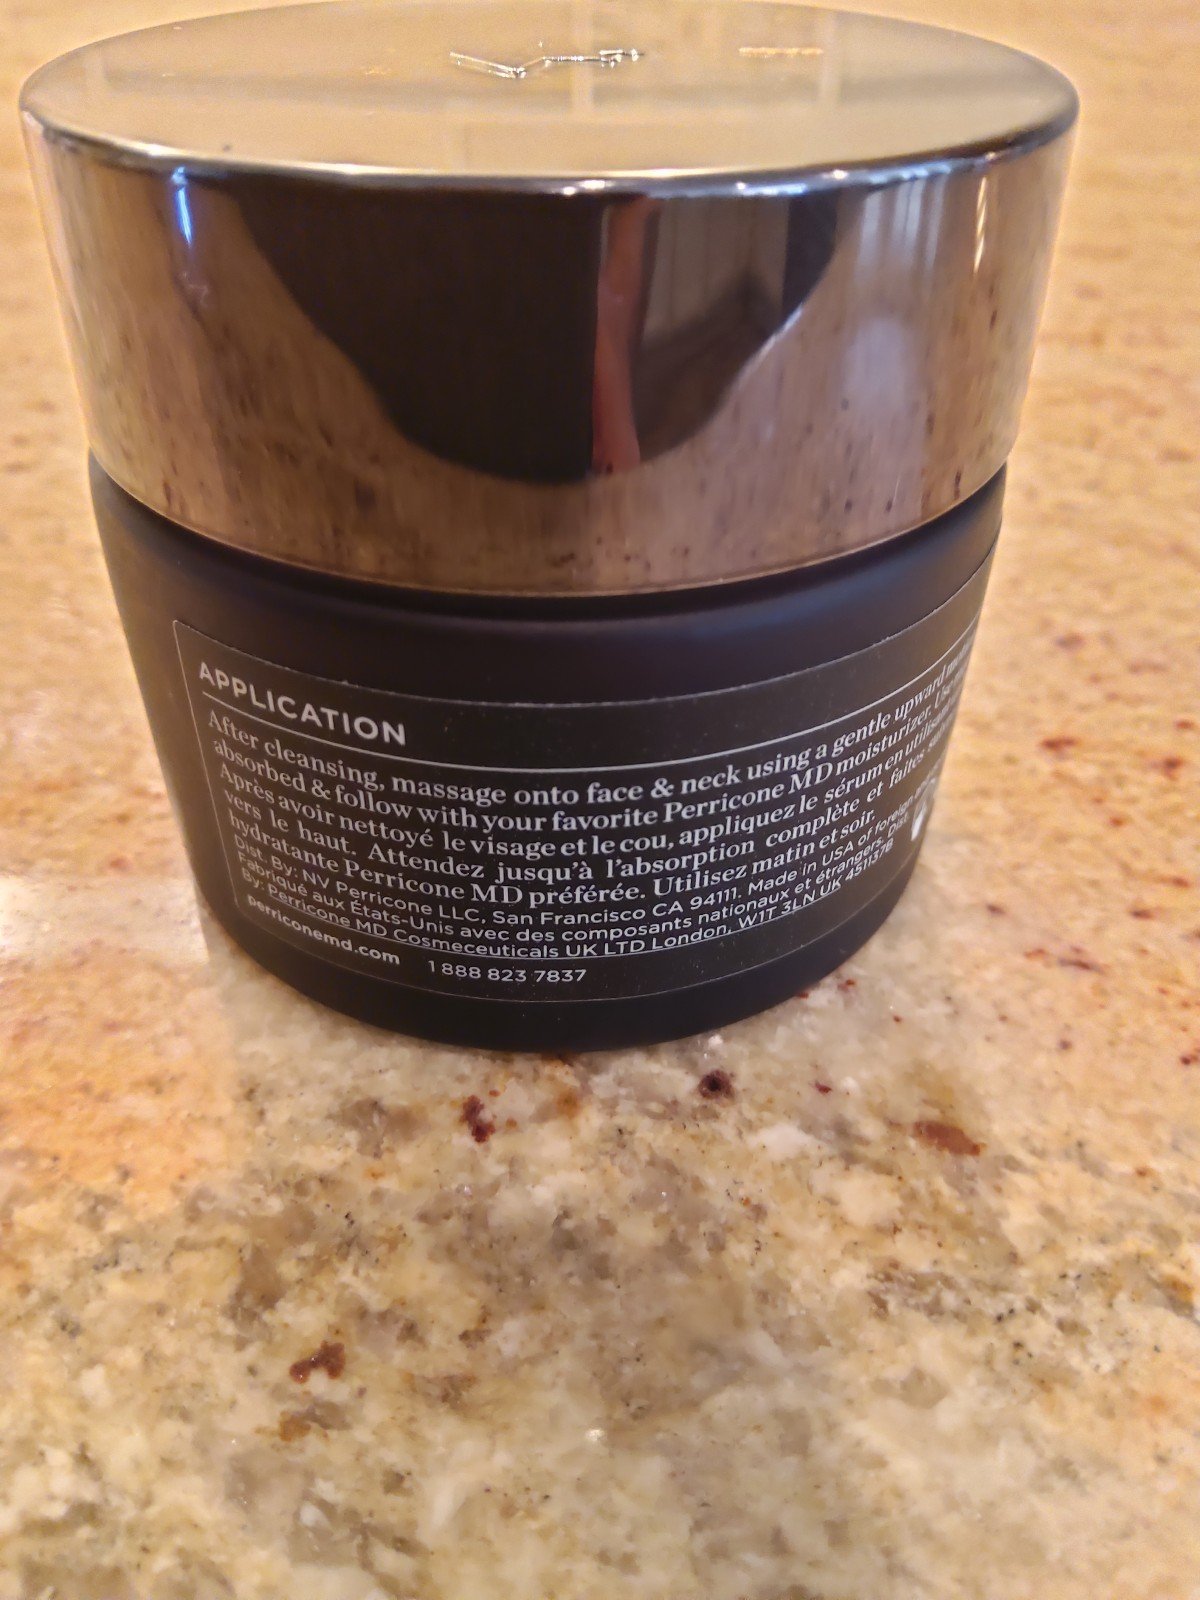 APPLICATION
After cleansing, massage onto face & neck using a gentle upward
absorbed & follow with your favorite Perricone MD moisturizer. Use
Après avoir nettoyé le visage et le cou, appliquez le sérum en utilisant
vers le haut. Attendez jusqu'à l'absorption complète et faites
hydratante Perricone MD préférée. Utilisez matin et soir.
Dist. By: NV Perricone LLC, San Francisco CA 94111. Made in USA of foreign
Fabriqué aux États-Unis avec des composants nationaux et étrangers. Dist.
By: Perricone MD Cosmeceuticals UK LTD London, W1T 3LN UK 451137B
perriconemd.com 1 888 823 7837